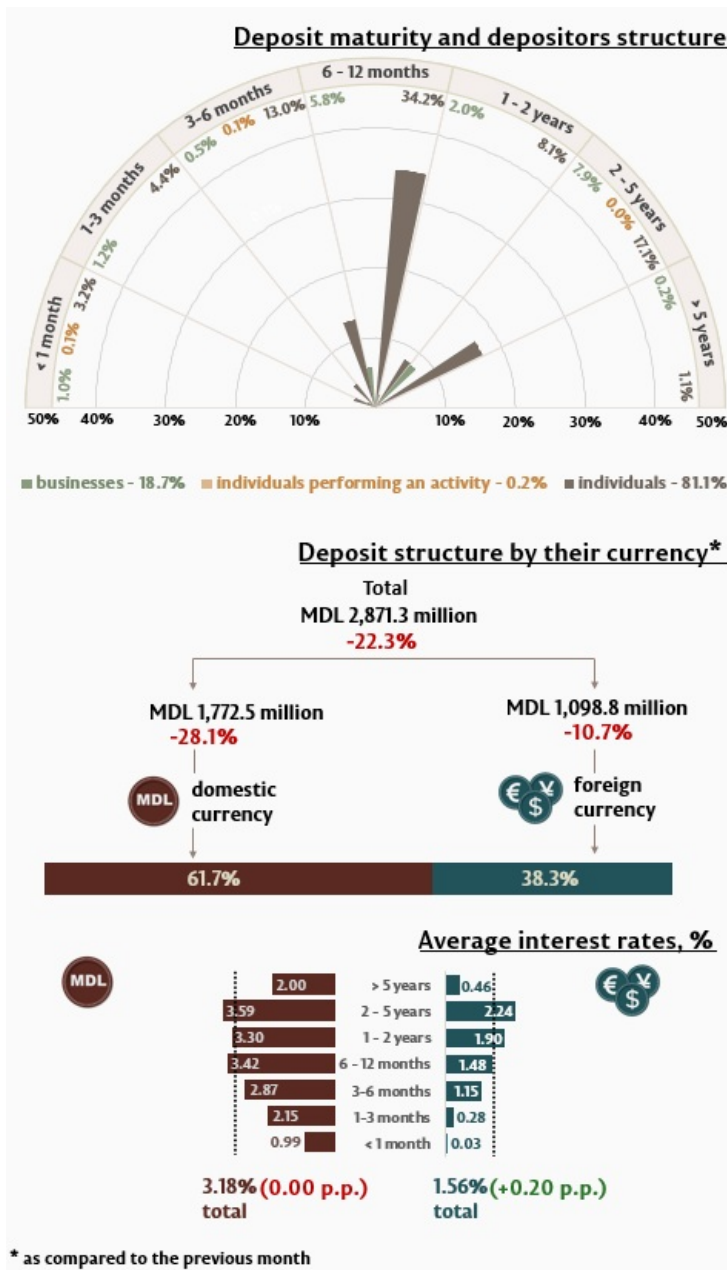 Deposit maturity and depositors structure
6 - 12 months
3-6 months
1 - 2 years
1-3 months
2 - 5 years
< 1 month
> 5 years
1.0% 0.1% 3.2%
1.2% 4.4%
0.5% 0.1% 13.0%
5.8% 34.2%
2.0% 8.1%
7.9% 0.0% 17.1%
0.2% 1.1%
50% 40% 30% 20% 10% 10% 20% 30% 40% 50%
businesses - 18.7% individuals performing an activity - 0.2% individuals - 81.1%
Deposit structure by their currency*
Total
MDL 2,871.3 million
-22.3%
MDL 1,772.5 million
-28.1%
MDL 1,098.8 million
-10.7%
MDL domestic
currency
€ ¥ $ foreign
currency
61.7% 38.3%
Average interest rates, %
MDL
€ ¥ $
2.00 > 5 years 0.46
3.59 2 - 5 years 2.24
3.30 1 - 2 years 1.90
3.42 6 - 12 months 1.48
2.87 3-6 months 1.15
2.15 1-3 months 0.28
0.99 < 1 month 0.03
3.18% (0.00 p.p.)
total
1.56% (+0.20 p.p.)
total
* as compared to the previous month